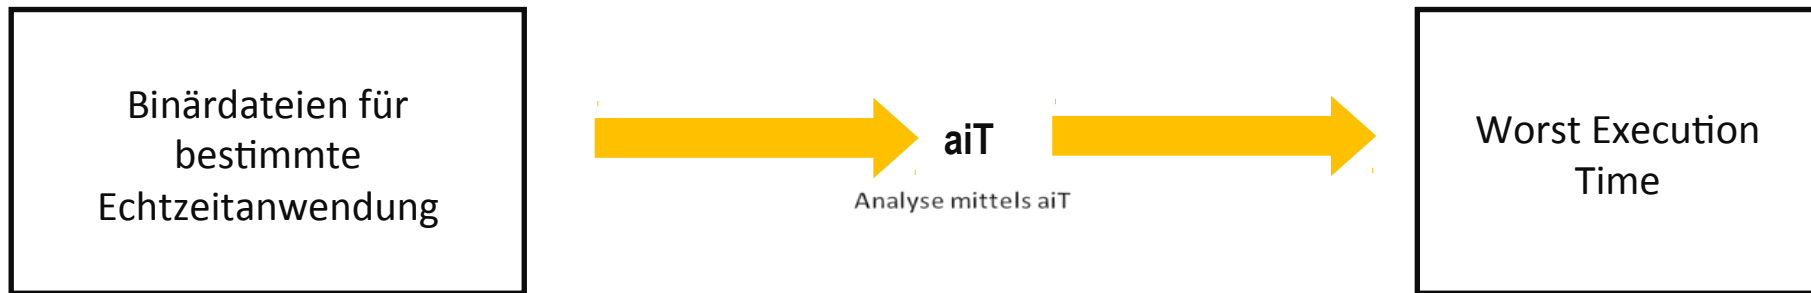 Binärdateien für
bestimmte
Echtzeitanwendung
aiT
Analyse mittels aiT
Worst Execution
Time